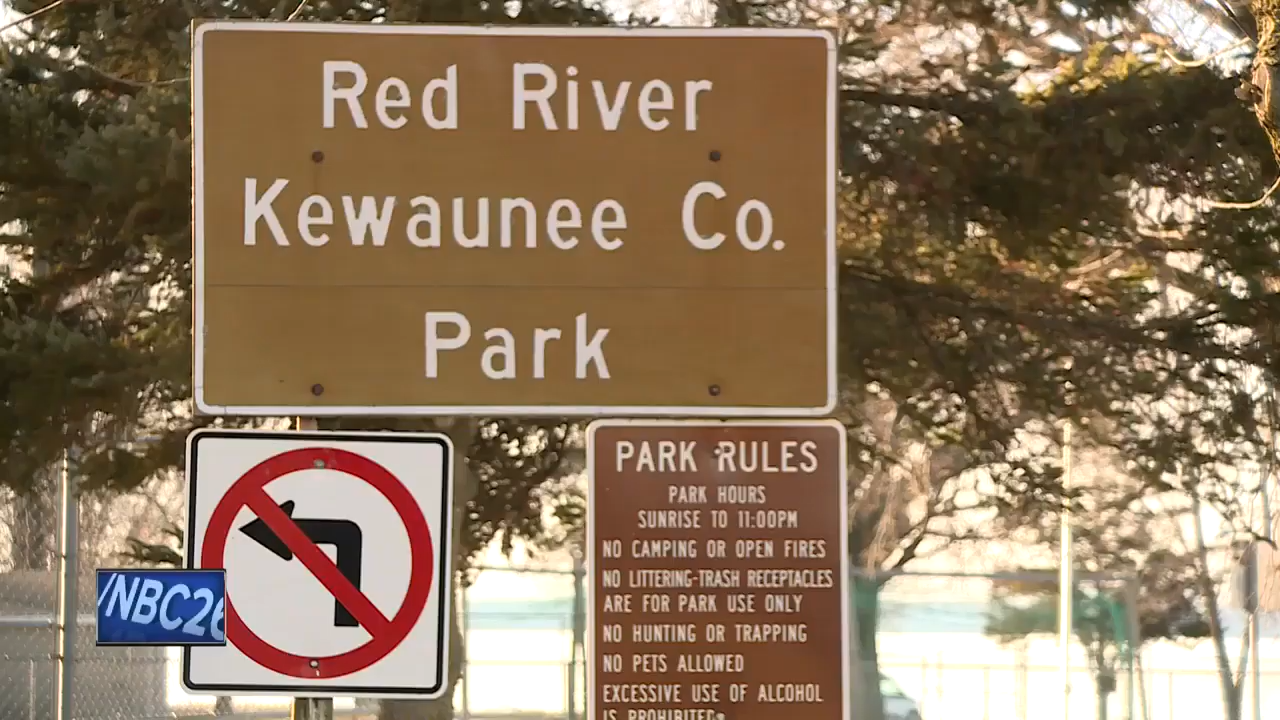 Red River
Kewaunee Co.
Park
PARK RULES
PARK HOURS
SUNRISE TO 11:00PM
NO CAMPING OR OPEN FIRES
NO LITTERING-TRASH RECEPTACLES
ARE FOR PARK USE ONLY
NO HUNTING OR TRAPPING
NO PETS ALLOWED
EXCESSIVE USE OF ALCOHOL
IS PROHIBITED
/NBC26